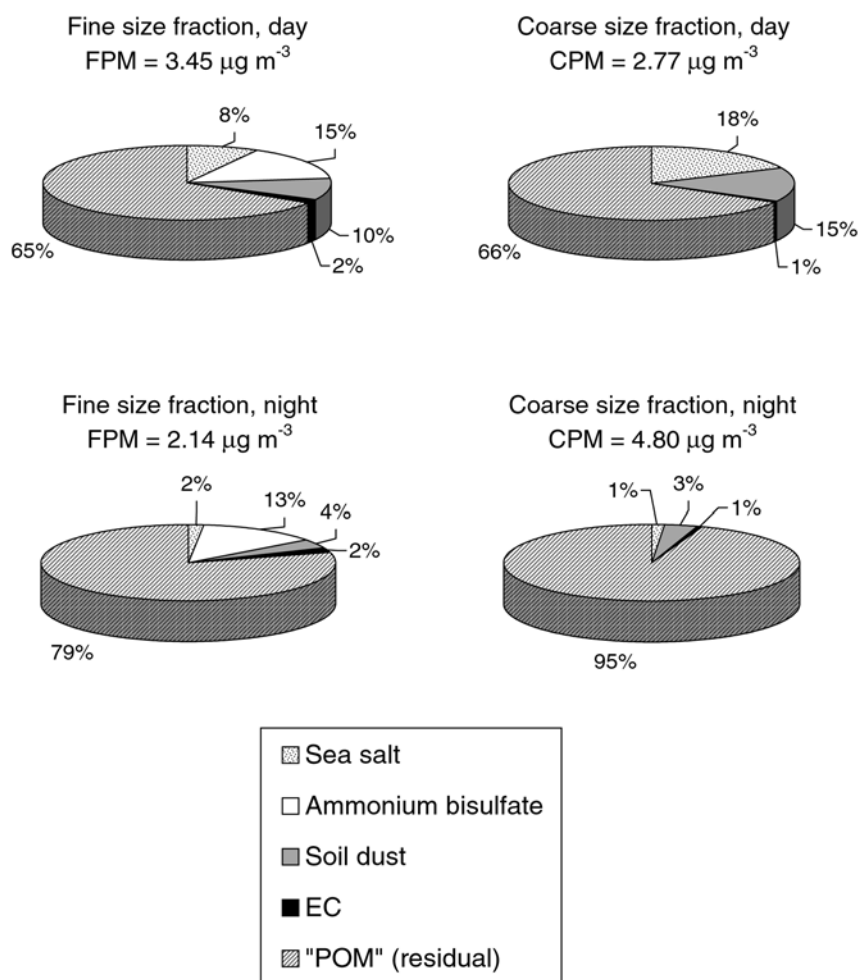 Fine size fraction, day
FPM = 3.45 µg m-3
8%
15%
10%
2%
65%
Coarse size fraction, day
CPM = 2.77 µg m-3
18%
15%
1%
66%
Fine size fraction, night
FPM = 2.14 µg m-3
2%
13%
4%
2%
79%
Coarse size fraction, night
CPM = 4.80 µg m-3
1%
3%
1%
95%
Sea salt
Ammonium bisulfate
Soil dust
EC
"POM" (residual)